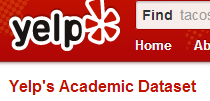 yelp
Find tacos
Home Ab
Yelp's Academic Dataset